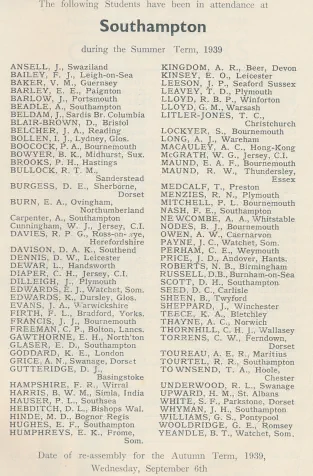 The following Students have been in attendance at
Southampton
during the Summer Term, 1939
ANSELL, J., Swaziland
BAILEY, F. J., Leigh-on-Sea
BAKER, V. M., Guernsey
BARLEY, E. E., Paignton
BARLOW, J., Portsmouth
BEADLE, A., Southampton
BELDAM, J., Sardis Br. Columbia
BLAIR-BROWN, D., Bristol
BELCHER, J. A., Reading
BOLLEN, I. J., Lydney, Glos.
BOOCOCK, P. A., Bournemouth
BOWYER, B. K., Midhurst, Sux.
BROOKS, P. H., Hastings
BULLOCK, R. T. M.,
Sanderstead
BURGESS, D. E., Sherborne,
Dorset
BURN, E. A., Ovingham,
Northumberland
Carpenter, A., Southampton
Cunningham, W. J., Jersey, C.I.
DAVIES, R. P. G., Ross-on-Wye,
Herefordshire
DAVISON, D. A. K., Southend
DENNIS, D. W., Leicester
DEWAR, L., Handsworth
DIAPER, C. H., Jersey, C.I.
DILLEIGH, J., Plymouth
EDWARDS, E. J., Watchet, Som.
EDWARDS, K., Dursley, Glos.
EVANS, J. A., Warwickshire
FIRTH, F. L., Bradford, Yorks.
FRANCIS, J. J., Bournemouth
FREEMAN, C. P., Bolton, Lancs.
GAWTHORNE, E. H., North'ton
GLASER, E. D., Southampton
GODDARD, K. E., London
GRICE, A. N., Swanage, Dorset
GUTTERIDGE, D. J.,
Basingstoke
HAMPSHIRE, F. R., Wirral
HARRIS, B. W. M., Simla, India
HAUSER, P. L., Southsea
HEBDITCH, D. L., Bishops Wal.
HINDE, M. D., Bognor Regis
HUGHES, E. F., Southampton
HUMPHREYS, E. K., Frome,
Som.
KINGDOM, A. R., Beer, Devon
KINSEY, E. O., Leicester
LEESON, J. P., Seaford Sussex
LEAVEY, T. D., Plymouth
LLOYD, R. B. P., Winforton
LLOYD, G. M., Warsash
LITLER-JONES, T. C.,
Christchurch
LOCKYER, S., Bournemouth
LONG, A. J., Wareham
MACAULEY, A. C., Hong-Kong
McGRATH, W. G., Jersey, C.I.
MAUND, E. A. F., Bournemouth
MAUND, R. W., Thundersley,
Essex
MEDCALF, T., Preston
MENZIES, R. N., Plymouth
MITCHELL, P. L. Bournemouth
NASH, F. E., Southampton
NEWCOMBE, A. A., Whitstable
NODES, B. J., Bournemouth
OWEN, A. W., Caernarvon
PAYNE, J. C., Watchet, Som.
PERHAM, C. E., Weymouth
PRICE, J. D., Andover, Hants.
ROBERTS, N. B., Birmingham
RUSSELL, D.B., Burnham-on-Sea
SCOTT, D. H., Southampton
SEED, D. C., Carlisle
SHEEN, B., Twyford
SHEPPARD, J., Winchester
TEACE, K. A., Bletchley
THAYNE, A. C., Norwich
THORNHILL, C. H. J., Wallasey
TORRENS, C. W., Ferndown,
Dorset
TOUREAU, A. E. R., Maritius
TOURTEL, R. R., Southampton
TOWNSEND, T. A., Hoole,
Chester
UNDERWOOD, R. L., Swanage
UPWARD, H. M., St. Albans
WHITE, S. F., Parkstone, Dorset
WHYMAN, J. H., Southampton
WILLIAMS, G. S., Pontypool
WOOLDRIDGE, G. E., Romsey
YEANDLE, B. T., Watchet, Som.
Date of re-assembly for the Autumn Term, 1939,
Wednesday, September 6th